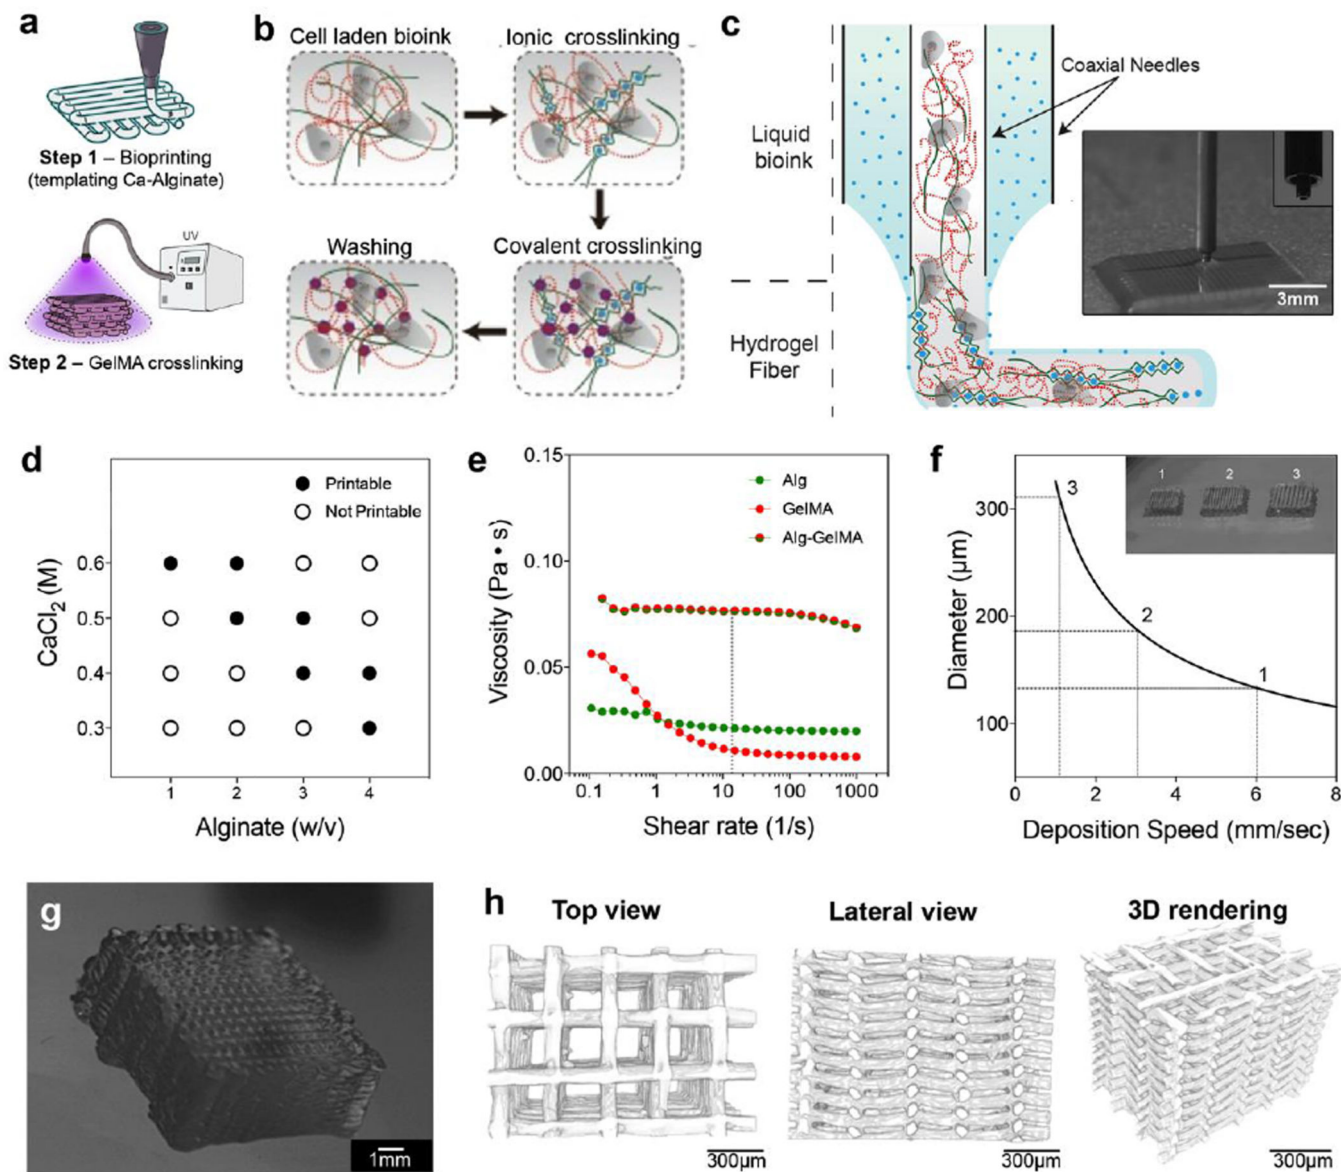 a
Step 1 – Bioprinting
(templating Ca-Alginate)
UV
Step 2 – GelMA crosslinking
b
Cell laden bioink
Ionic crosslinking
Washing
Covalent crosslinking
c
Liquid
bioink
Hydrogel
Fiber
Coaxial Needles
3mm
d
Printable
Not Printable
CaCl₂ (M)
0.6
0.5
0.4
0.3
1 2 3 4
Alginate (w/v)
e
Alg
GelMA
Alg-GelMA
Viscosity (Pa • s)
0.15
0.10
0.05
0.00
0.1 1 10 100 1000
Shear rate (1/s)
f
1 2 3
3
2
1
Diameter (µm)
300
200
100
0 2 4 6 8
Deposition Speed (mm/sec)
g
1mm
h
Top view
Lateral view
3D rendering
300µm
300µm
300µm